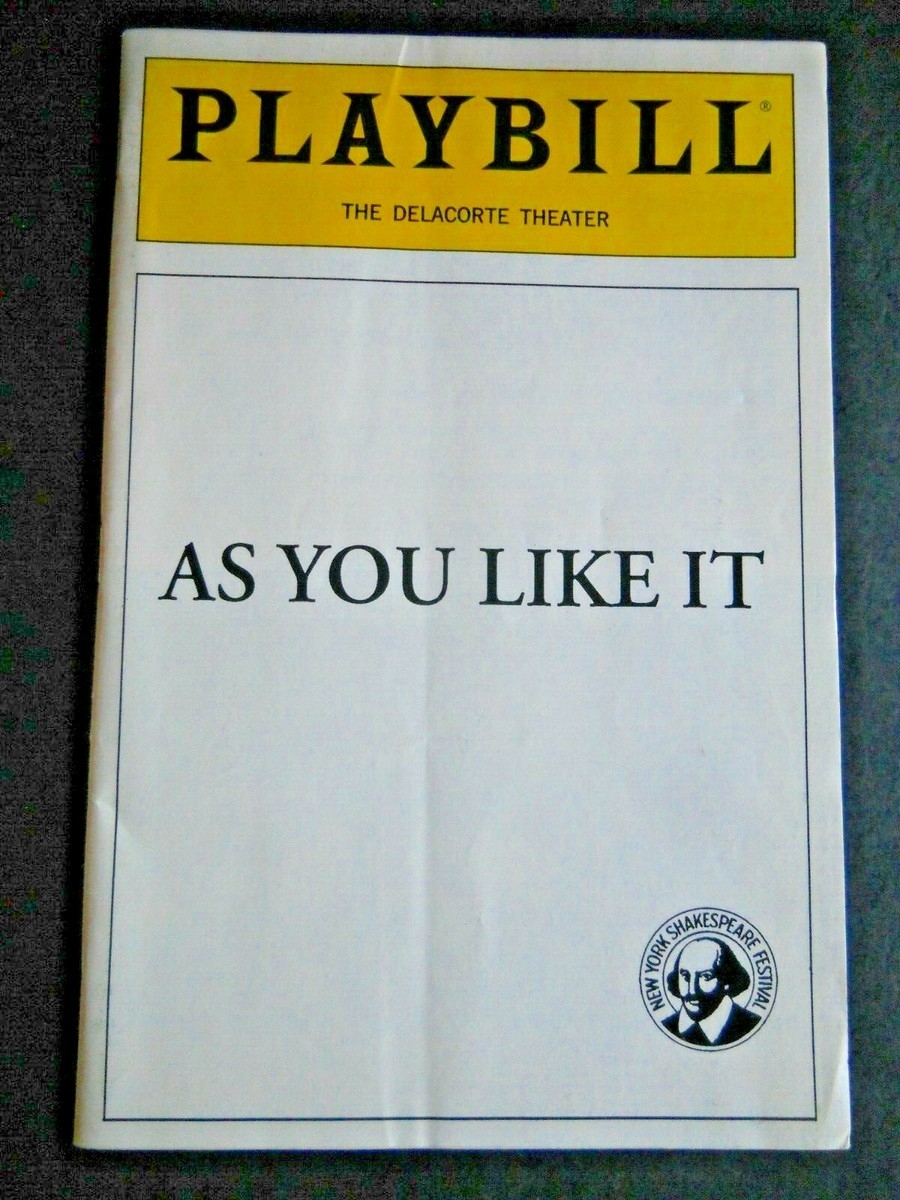 PLAYBILL®
THE DELACORTE THEATER
AS YOU LIKE IT
NEW YORK SHAKESPEARE FESTIVAL